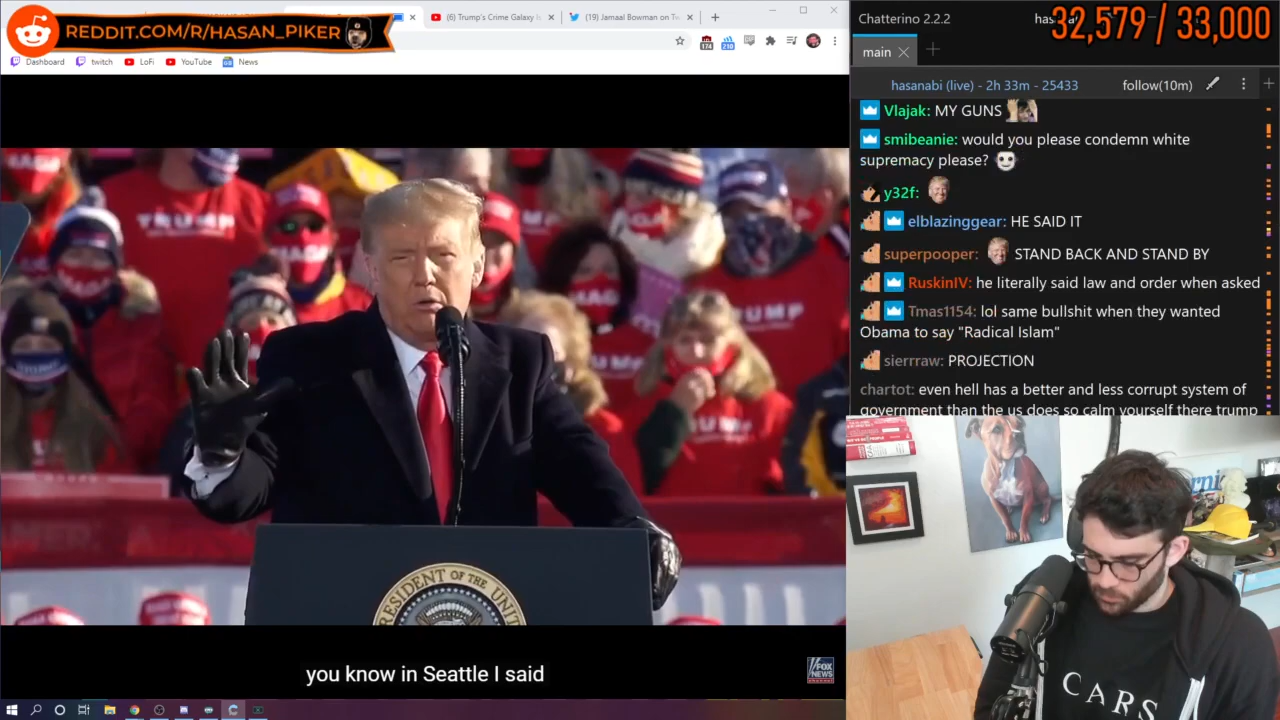 REDDIT.COM/R/HASAN_PIKER
(6) Trump's Crime Galaxy
(19) Jamaal Bowman on Tw
174
210
Dashboard
twitch
LoFi
YouTube
News
TRUMP
TRUMP
PRESIDENT OF THE UNITE
you know in Seattle I said
FOX
NEWS
Chatterino 2.2.2
32,579 / 33,000
main
hasanabi (live) - 2h 33m - 25433
follow(10m)
Vlajak: MY GUNS
smibeanie: would you please condemn white
supremacy please?
y32f:
elblazinggear: HE SAID IT
superpooper: STAND BACK AND STAND BY
RuskinIV: he literally said law and order when asked
Tmas1154: lol same bullshit when they wanted
Obama to say "Radical Islam"
sierrraw: PROJECTION
chartot: even hell has a better and less corrupt system of
government than the us does so calm yourself there trump
CARS